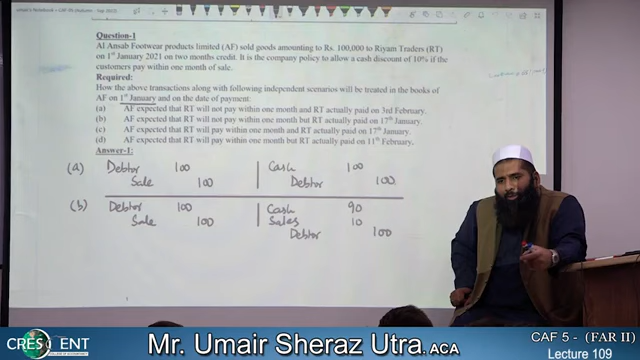 Question-1
Al Ansab Footwear products limited (AF) sold goods amounting to Rs. 100,000 to Riyam Traders (RT)
on 1st January 2021 on two months credit. It is the company policy to allow a cash discount of 10% if the
customers pay within one month of sale.
Required:
How the above transactions along with following independent scenarios will be treated in the books of
AF on 1st January and on the date of payment:
(a) AF expected that RT will not pay within one month and RT actually paid on 3rd February.
(b) AF expected that RT will not pay within one month but RT actually paid on 17th January.
(c) AF expected that RT will pay within one month and RT actually paid on 17th January.
(d) AF expected that RT will pay within one month but RT actually paid on 11th February.
Answer-1:
(a) Debtor 100 Cash 100
Sale 100 Debtor 100
(b) Debtor 100 Cash 90
Sale 100 Sales 10
Debtor 100
CRESCENT
Mr. Umair Sheraz Utra. ACA
CAF 5 - (FAR II)
Lecture 109